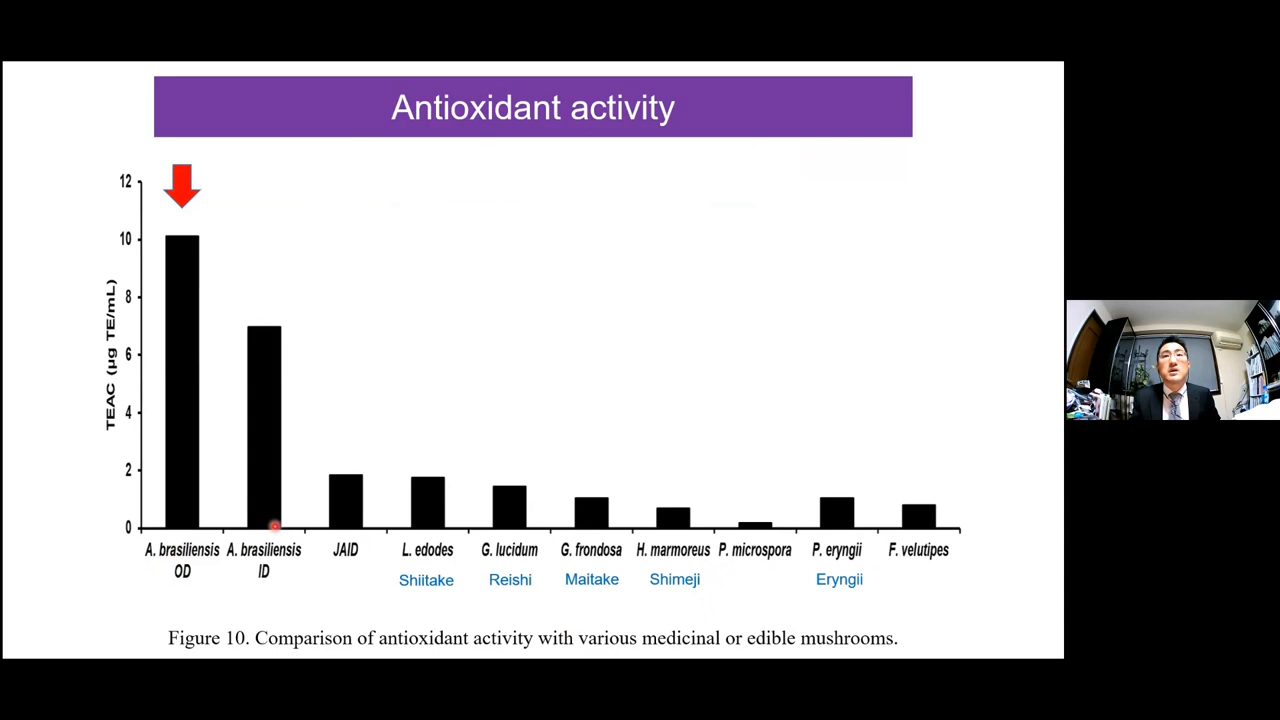 Antioxidant activity
12
10
8
6
4
2
0
TEAC (µg TE/mL)
A. brasiliensis OD
A. brasiliensis ID
JAID
L. edodes
G. lucidum
G. frondosa
H. marmoreus
P. microspora
P. eryngii
F. velutipes
Shiitake
Reishi
Maitake
Shimeji
Eryngii
Figure 10. Comparison of antioxidant activity with various medicinal or edible mushrooms.